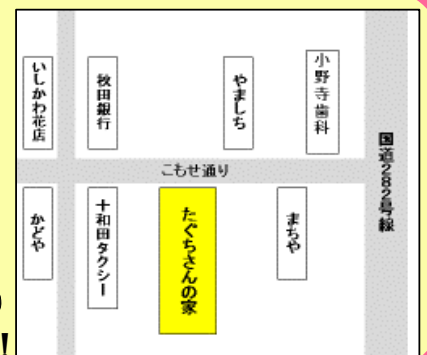 いしかわ花店
秋田銀行
やましち
小野寺歯科
国道282号線
こもせ通り
かどや
十和田タクシー
たぐちさんの家
まちや
!